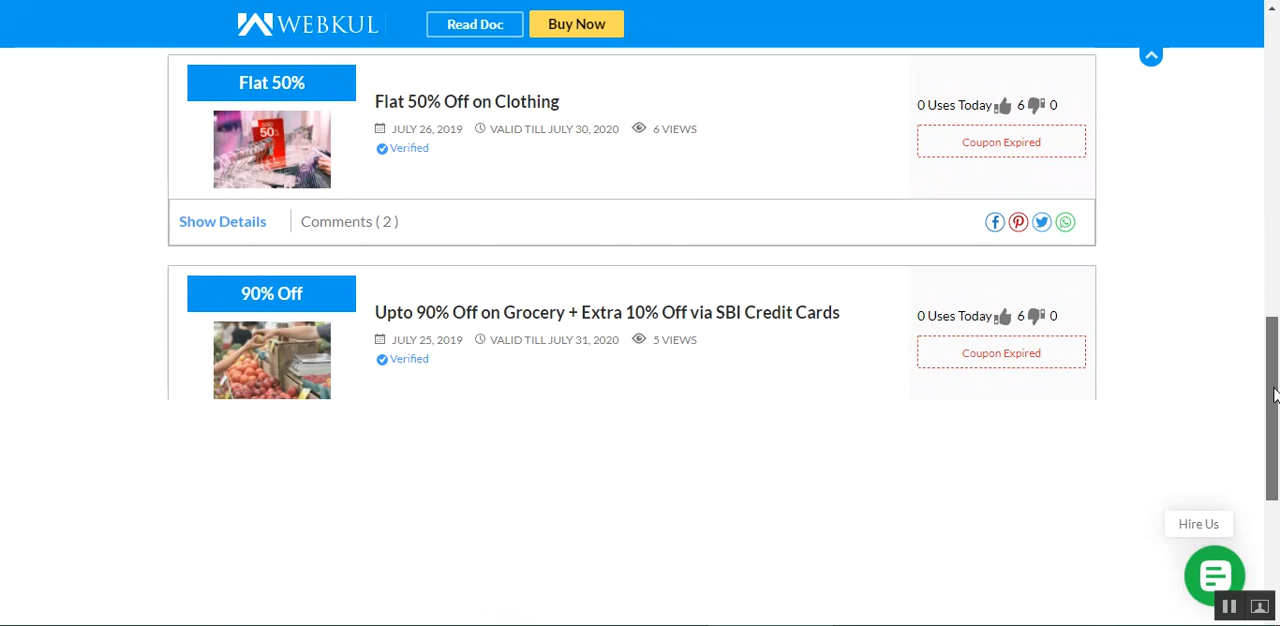 WEBKUL
Read Doc
Buy Now
Flat 50%
Flat 50% Off on Clothing
JULY 26, 2019 VALID TILL JULY 30, 2020 6 VIEWS
Verified
0 Uses Today 6 0
Coupon Expired
50
Show Details
Comments ( 2 )
90% Off
Upto 90% Off on Grocery + Extra 10% Off via SBI Credit Cards
JULY 25, 2019 VALID TILL JULY 31, 2020 5 VIEWS
Verified
0 Uses Today 6 0
Coupon Expired
Hire Us